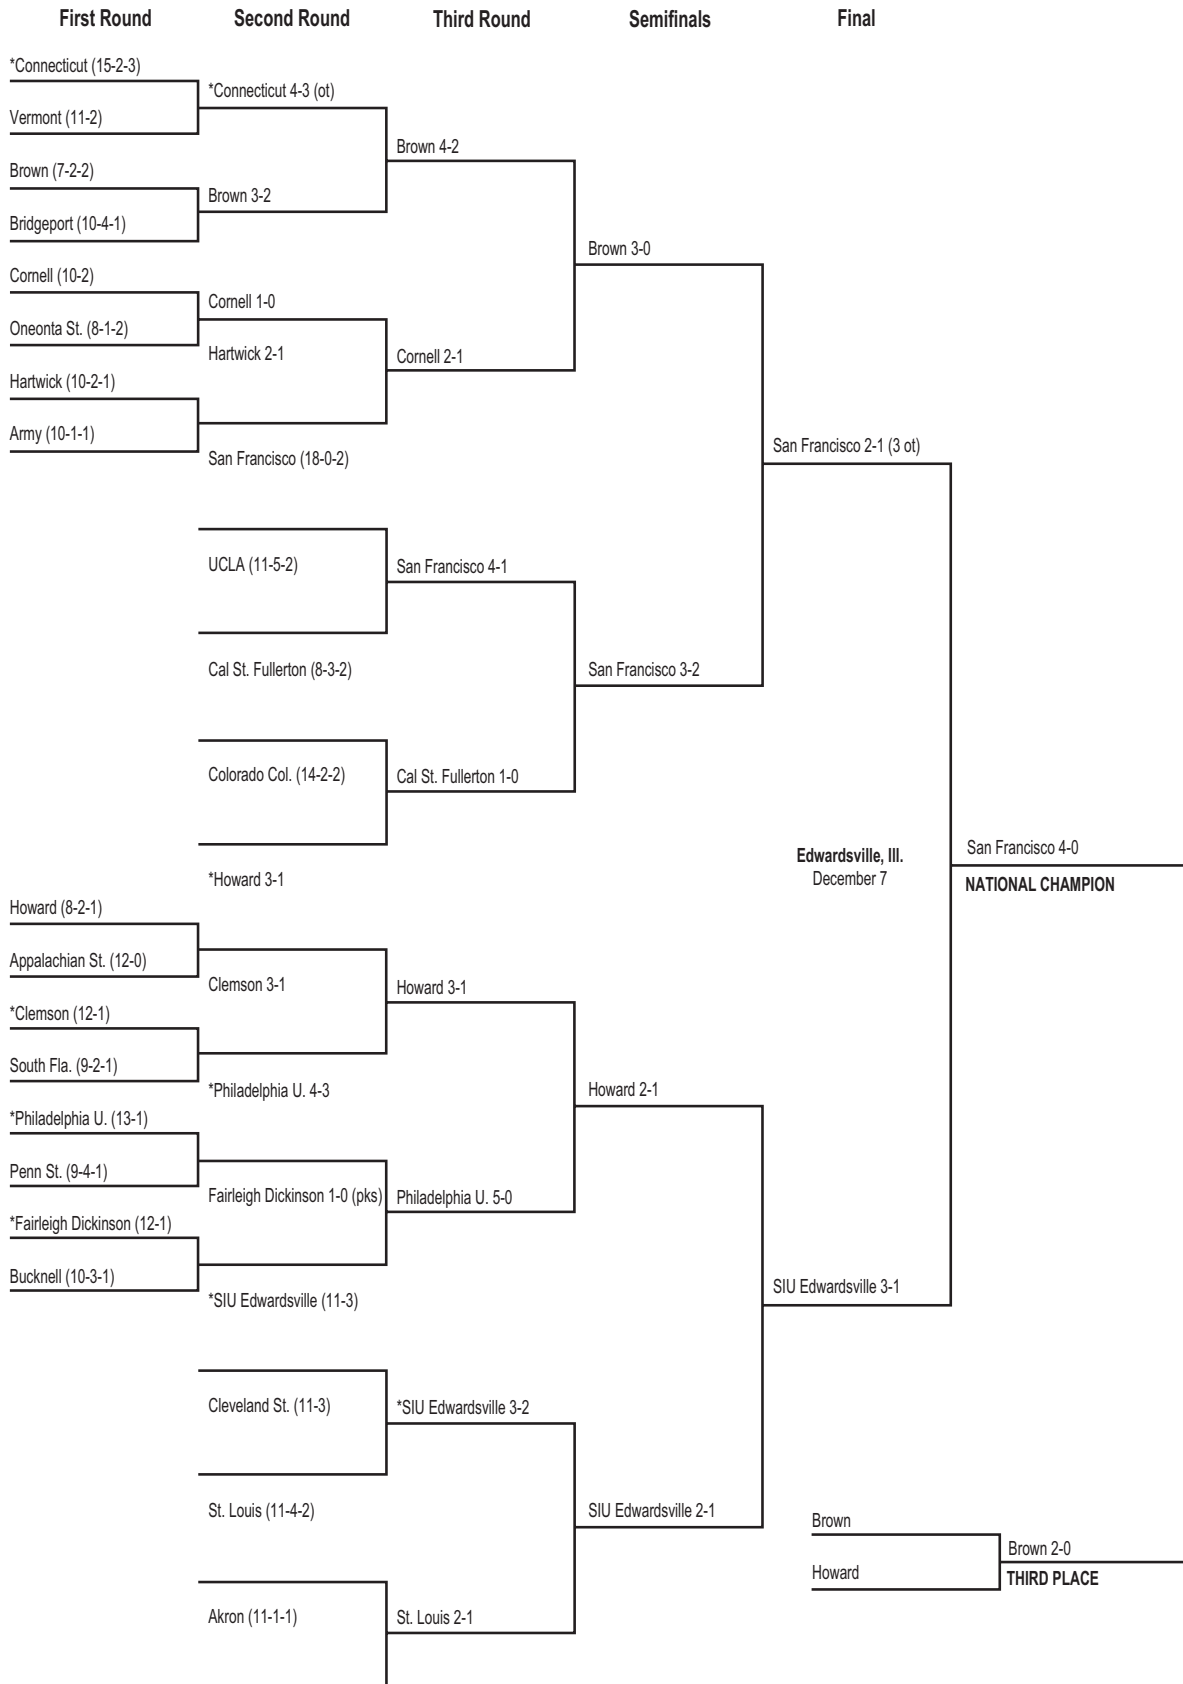 First Round
Second Round
Third Round
Semifinals
Final
*Connecticut (15-2-3)
Vermont (11-2)
Brown (7-2-2)
Bridgeport (10-4-1)
Cornell (10-2)
Oneonta St. (8-1-2)
Hartwick (10-2-1)
Army (10-1-1)
Howard (8-2-1)
Appalachian St. (12-0)
*Clemson (12-1)
South Fla. (9-2-1)
*Philadelphia U. (13-1)
Penn St. (9-4-1)
*Fairleigh Dickinson (12-1)
Bucknell (10-3-1)
*Connecticut 4-3 (ot)
Brown 3-2
Cornell 1-0
Hartwick 2-1
San Francisco (18-0-2)
UCLA (11-5-2)
Cal St. Fullerton (8-3-2)
Colorado Col. (14-2-2)
*Howard 3-1
Clemson 3-1
*Philadelphia U. 4-3
Fairleigh Dickinson 1-0 (pks)
*SIU Edwardsville (11-3)
Cleveland St. (11-3)
St. Louis (11-4-2)
Akron (11-1-1)
Brown 4-2
Cornell 2-1
San Francisco 4-1
Cal St. Fullerton 1-0
Howard 3-1
Philadelphia U. 5-0
*SIU Edwardsville 3-2
St. Louis 2-1
Brown 3-0
San Francisco 3-2
Howard 2-1
SIU Edwardsville 2-1
San Francisco 2-1 (3 ot)
SIU Edwardsville 3-1
Edwardsville, Ill.
December 7
San Francisco 4-0
NATIONAL CHAMPION
Brown
Howard
Brown 2-0
THIRD PLACE